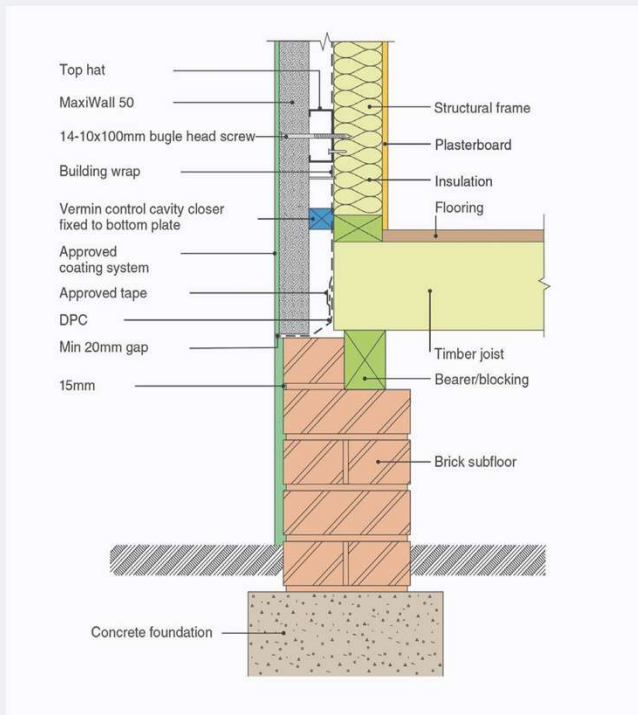 Top hat
MaxiWall 50
14-10x100mm bugle head screw
Building wrap
Vermin control cavity closer
fixed to bottom plate
Approved
coating system
Approved tape
DPC
Min 20mm gap
15mm
Concrete foundation
Structural frame
Plasterboard
Insulation
Flooring
Timber joist
Bearer/blocking
Brick subfloor